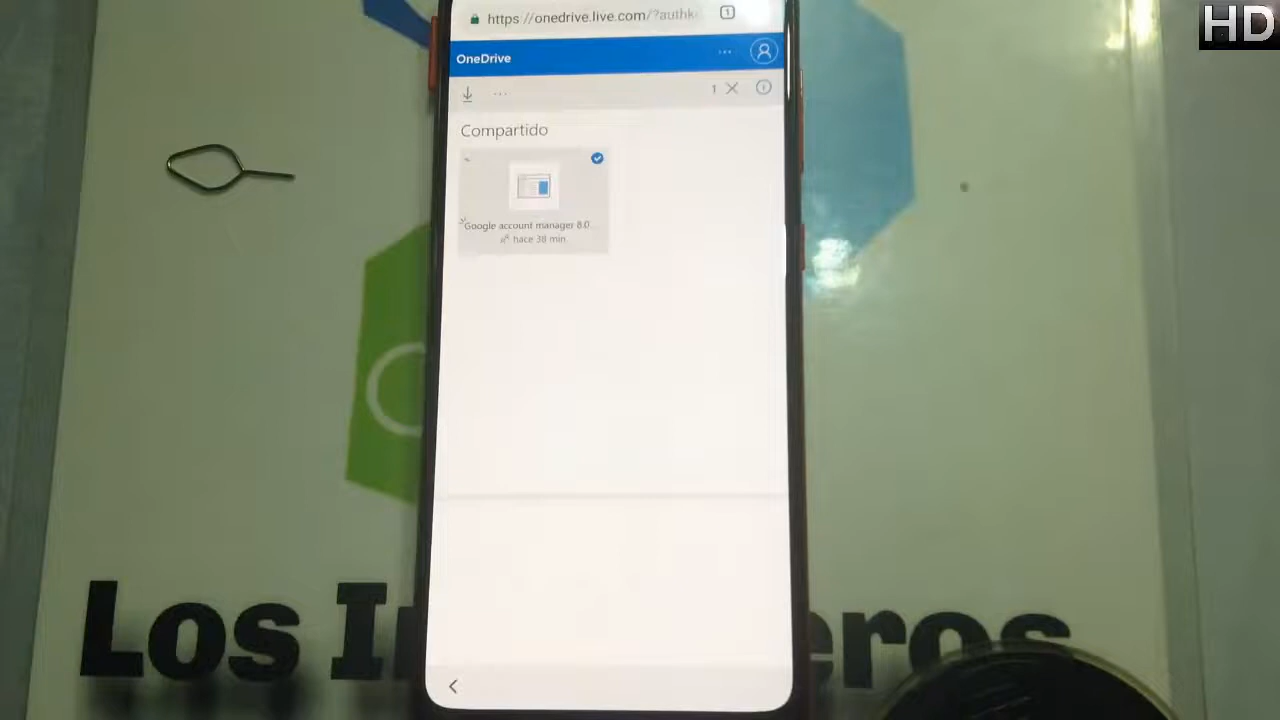 HD
https://onedrive.live.com/?authk
1
OneDrive
1
Compartido
Google account manager 8.0
hace 38 min.
Los I
eros